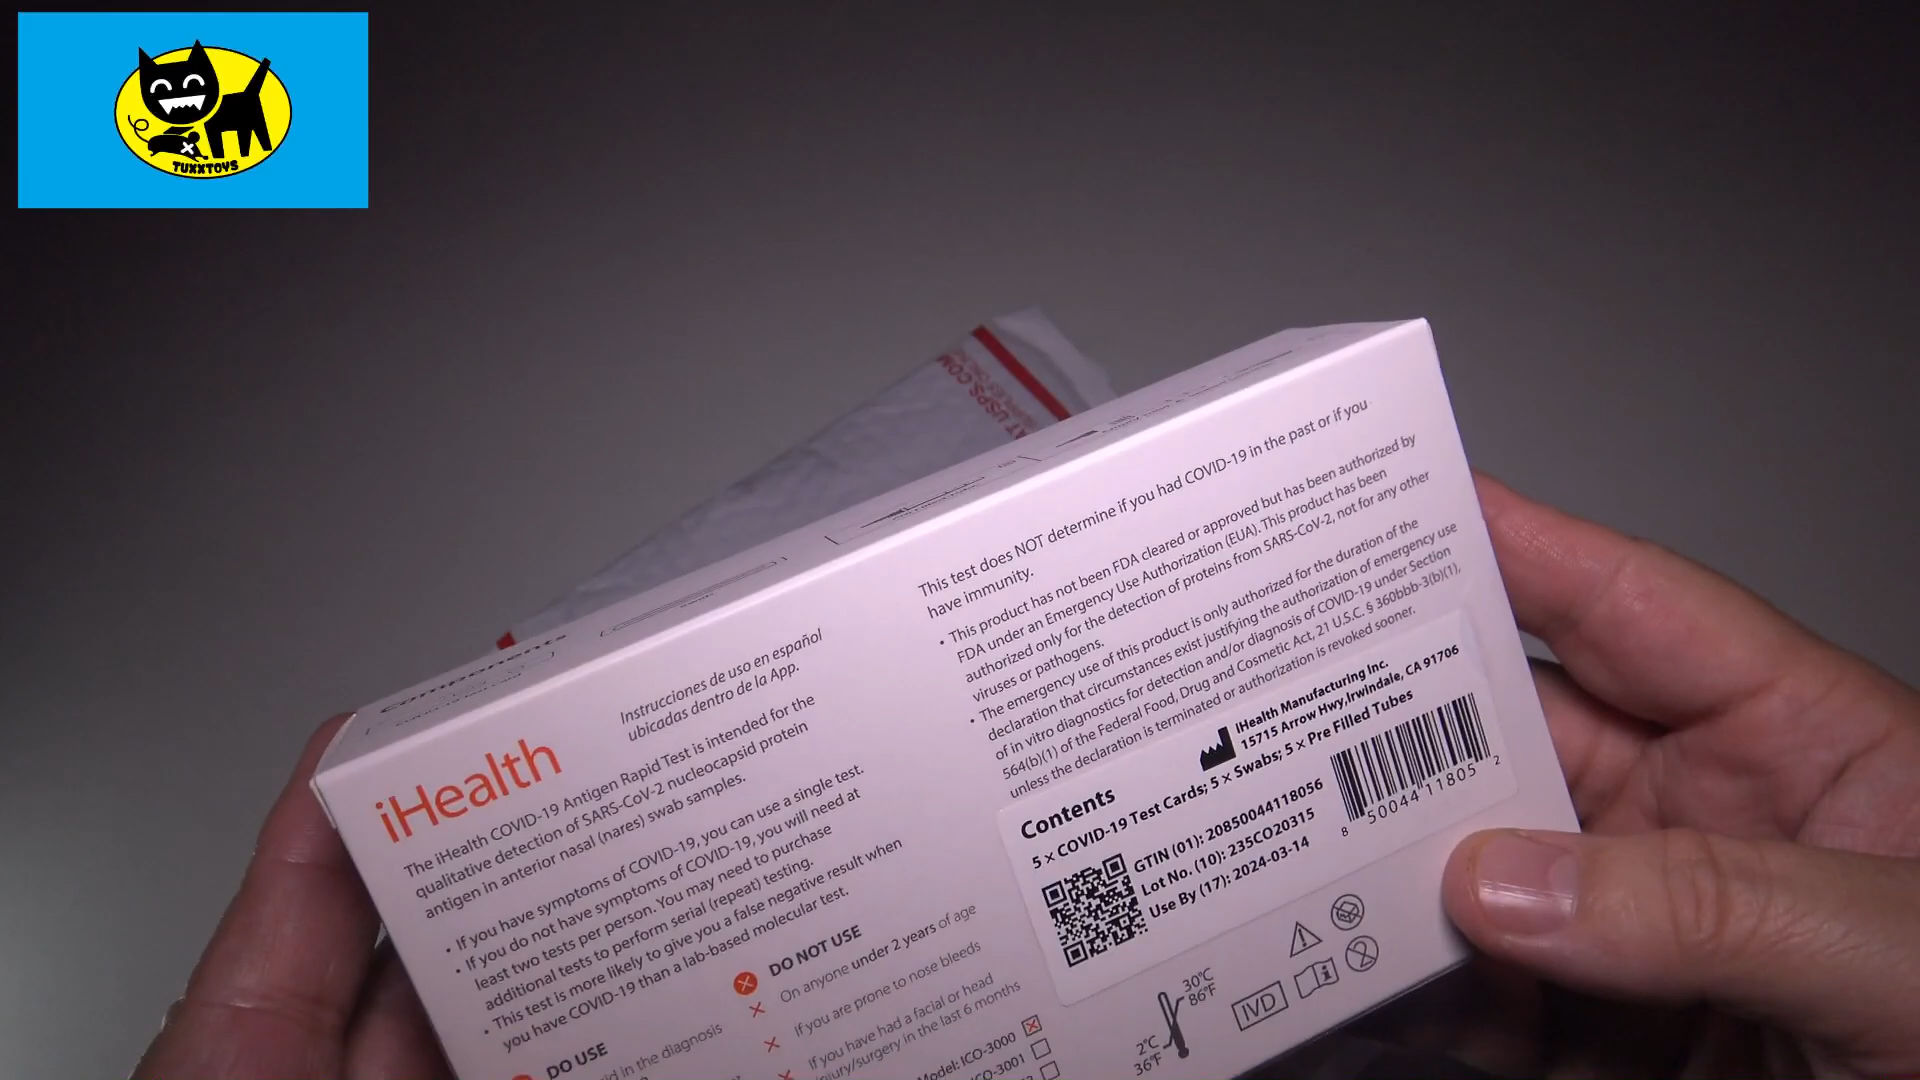 TUXXTOYS
AT USPS.COM
Components
Instrucciones de uso en español
ubicadas dentro de la App.
iHealth
The iHealth COVID-19 Antigen Rapid Test is intended for the
qualitative detection of SARS-CoV-2 nucleocapsid protein
antigen in anterior nasal (nares) swab samples.
• If you have symptoms of COVID-19, you can use a single test.
• If you do not have symptoms of COVID-19, you will need at
least two tests per person. You may need to purchase
additional tests to perform serial (repeat) testing.
• This test is more likely to give you a false negative result when
you have COVID-19 than a lab-based molecular test.
DO USE
in the diagnosis
DO NOT USE
On anyone under 2 years of age
If you are prone to nose bleeds
If you have had a facial or head
injury/surgery in the last 6 months
Model: ICO-3000
ICO-3001
This test does NOT determine if you had COVID-19 in the past or if you
have immunity.
• This product has not been FDA cleared or approved but has been authorized by
FDA under an Emergency Use Authorization (EUA). This product has been
authorized only for the detection of proteins from SARS-CoV-2, not for any other
viruses or pathogens.
• The emergency use of this product is only authorized for the duration of the
declaration that circumstances exist justifying the authorization of emergency use
of in vitro diagnostics for detection and/or diagnosis of COVID-19 under Section
564(b)(1) of the Federal Food, Drug and Cosmetic Act, 21 U.S.C. § 360bbb-3(b)(1),
unless the declaration is terminated or authorization is revoked sooner.
iHealth Manufacturing Inc.
15715 Arrow Hwy,Irwindale, CA 91706
Contents
5 × COVID-19 Test Cards; 5 × Swabs; 5 × Pre Filled Tubes
GTIN (01): 20850044118056
Lot No. (10): 235CO20315
Use By (17): 2024-03-14
8 50044 11805 2
30°C
86°F
2°C
36°F
IVD